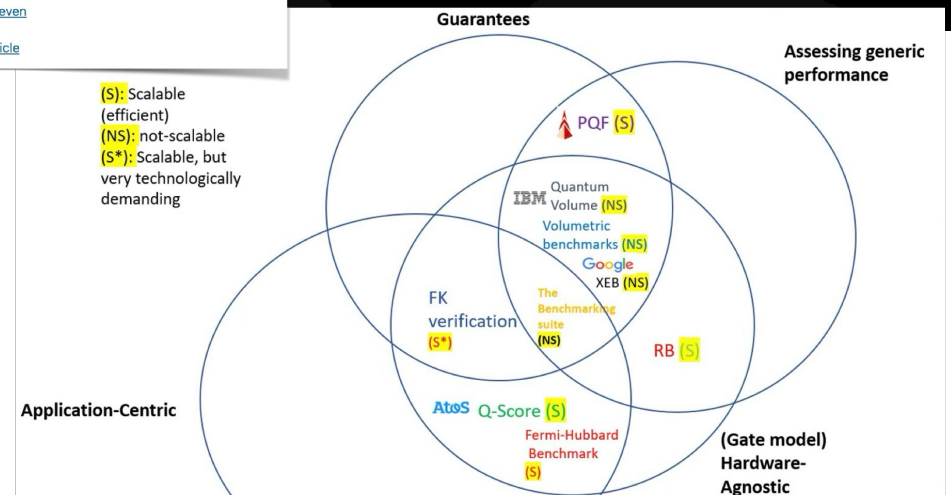 even
icle
Guarantees
Assessing generic
performance
(S): Scalable
(efficient)
(NS): not-scalable
(S*): Scalable, but
very technologically
demanding
PQF (S)
IBM Quantum
Volume (NS)
Volumetric
benchmarks (NS)
Google
XEB (NS)
FK
verification
(S*)
The
Benchmarking
suite
(NS)
RB (S)
Application-Centric
Atos Q-Score (S)
Fermi-Hubbard
Benchmark
(S)
(Gate model)
Hardware-
Agnostic